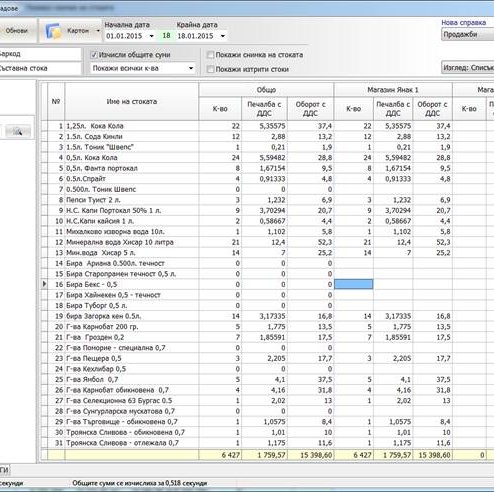 адове
Обнови
Картон
Начална дата
01.01.2015
18
Крайна дата
18.01.2015
Нова справка
Продажби
баркод
Съставна стока
Изчисли общите суми
Покажи всички к-ва
Покажи снимка на стоката
Покажи изтрити стоки
Изглед: Списък
Общо Магазин Янак 1 Мага
№ Име на стоката К-во Печалба с ДДС Оборот с ДДС К-во Печалба с ДДС Оборот с ДДС К-во
1 1,25л. Кока Кола 22 5,35575 37,4 22 5,35575 37,4
2 1.5л. Сода Кинли 12 2,88 13,2 12 2,88 13,2
3 1.5л. Тоник "Швепс" 1 0,21 1,9 1 0,21 1,9
4 0,5л. Кока Кола 24 5,59482 28,8 24 5,59482 28,8
5 0,5л. Фанта портокал 8 1,67154 9,5 8 1,67154 9,5
6 0.5л.Спрайт 4 0,91333 4,8 4 0,91333 4,8
7 0.500л. Тоник Швепс 0 0 0
8 Пепси Туист 2 л. 3 1,232 6,9 3 1,232 6,9
9 Н.С. Капи Портокал 50% 1 л. 9 3,70294 20,7 9 3,70294 20,7
10 Н.С.Капи кайсия 1 л. 2 0,58667 4,4 2 0,58667 4,4
11 Михалково изворна вода 10л. 1 1,102 5,8 1 1,102 5,8
12 Минерална вода Хисар 10 литра 21 12,4 52,3 21 12,4 52,3
13 Мин.вода Хисар 5 л. 14 7 25,2 14 7 25,2
14 Бира Ариана 0.500л. течност 0 0 0
15 Бира Старопрамен течност 0,5 л. 0 0 0
16 Бира Бекс - 0,5 0 0 0
17 Бира Хайнекен 0,5 - течност 0 0 0
18 Бира Туборг 0.5 л. 0 0 0
19 бира Загорка кен 0.5л. 14 3,17335 16,8 14 3,17335 16,8
20 Г-ва Карнобат 200 гр. 5 1,775 13,5 5 1,775 13,5
21 Г-ва Грозден 0,2 7 1,85591 17,5 7 1,85591 17,5
22 Г-ва Поморие - специална 0,7 0 0 0
23 Г-ва Пещера 0,5 3 2,205 17,7 3 2,205 17,7
24 Г-ва Кехлибар 0,5 0 0 0
25 Г-ва Ямбол 0,7 5 4,1 37,5 5 4,1 37,5
26 Г-ва Карнобат обикновена 0,7 4 4,16 31,8 4 4,16 31,8
27 Г-ва Селекционна 63 Бургас 0.5 1 2,02 13 1 2,02 13
28 Г-ва Сунгурларска мускатова 0,7 0 0 0
29 Г-ва Търговище - обикновена 0,7 1 1,0575 8,4 1 1,0575 8,4
30 Троянска Сливова - обикновена 0,7 1 1,01 10 1 1,01 10
31 Троянска Сливова - отлежала 0,7 1 1,175 11,6 1 1,175 11,6
6 427 1 759,57 15 398,60 6 427 1 759,57 15 398,60 0
ГИ
секунди Общите суми се изчислиха за 0,518 секунди